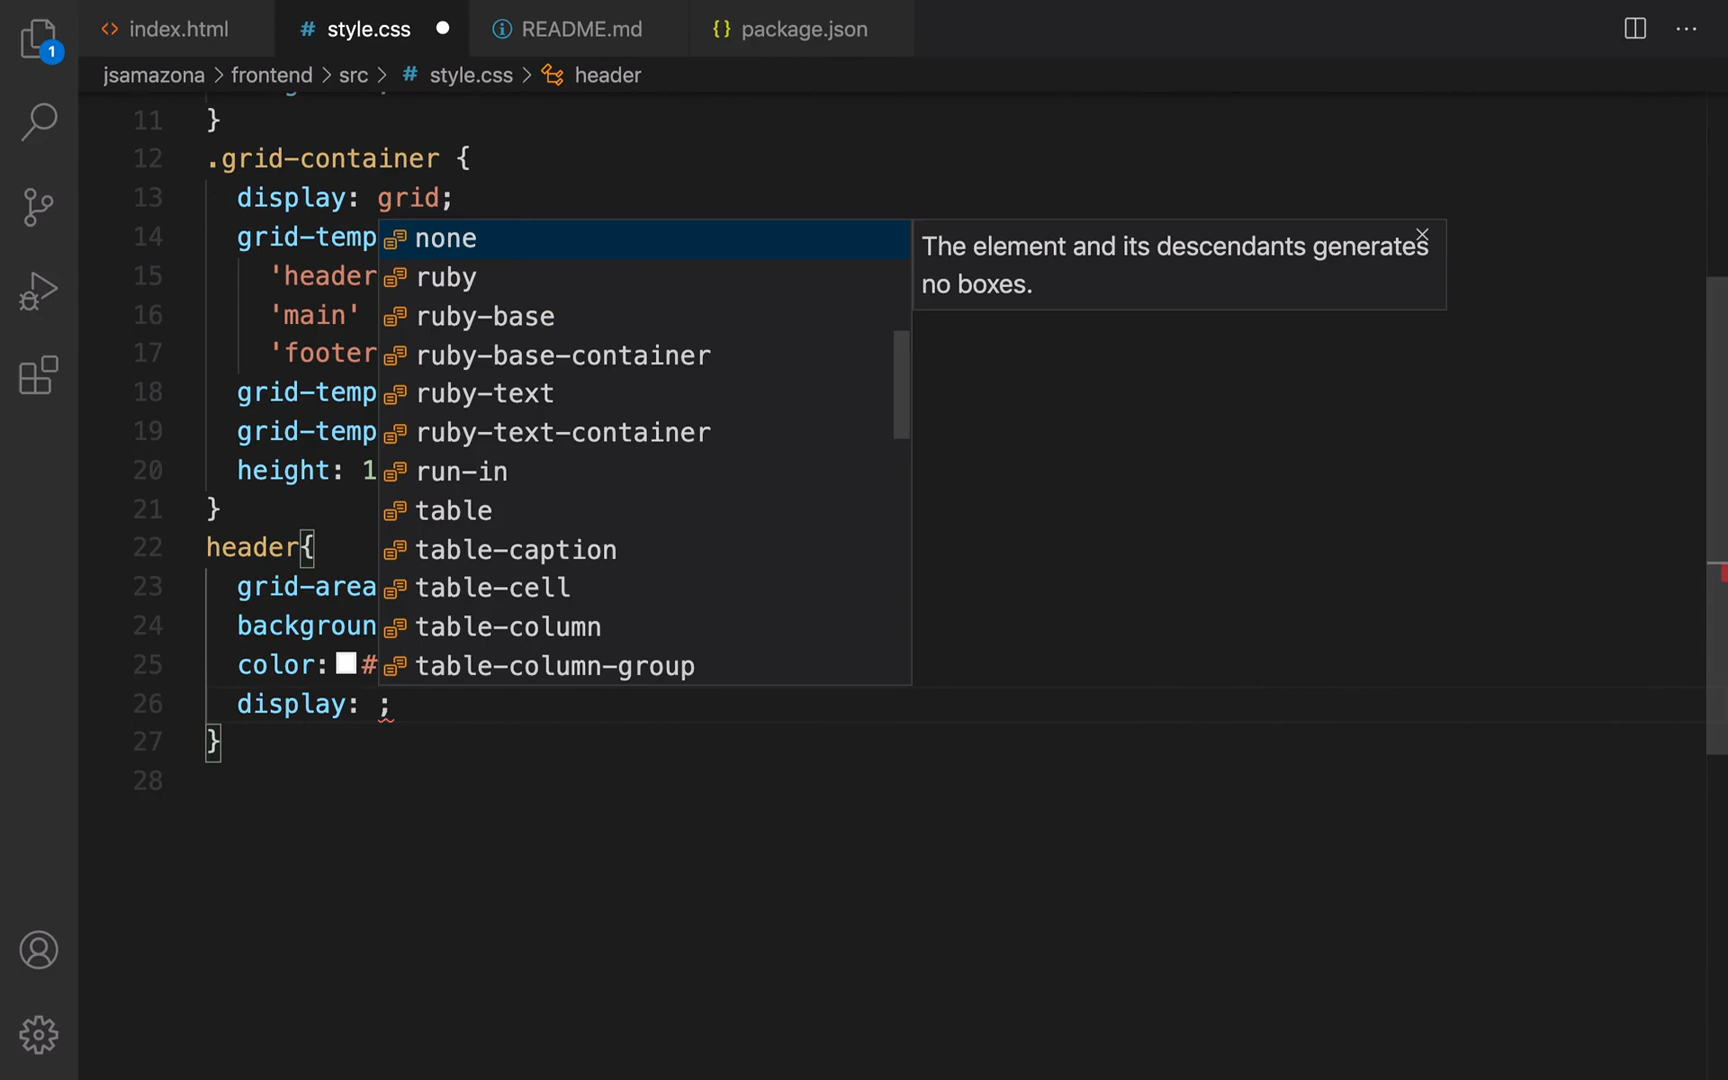 index.html
# style.css
README.md
{} package.json
1
jsamazona > frontend > src > # style.css > header
11 }
12 .grid-container {
13 display: grid;
14 grid-temp
15 'header
16 'main'
17 'footer
18 grid-temp
19 grid-temp
20 height: 1
21 }
22 header{
23 grid-area
24 backgroun
25 color: #
26 display: ;
27 }
28
none
ruby
ruby-base
ruby-base-container
ruby-text
ruby-text-container
run-in
table
table-caption
table-cell
table-column
table-column-group
The element and its descendants generates
no boxes.